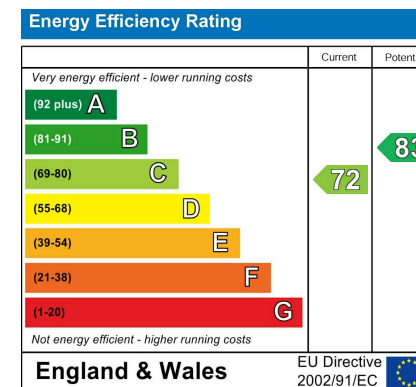 Energy Efficiency Rating
Current Potent
Very energy efficient - lower running costs
(92 plus) A
(81-91) B
83
(69-80) C
72
(55-68) D
(39-54) E
(21-38) F
(1-20) G
Not energy efficient - higher running costs
England & Wales
EU Directive
2002/91/EC